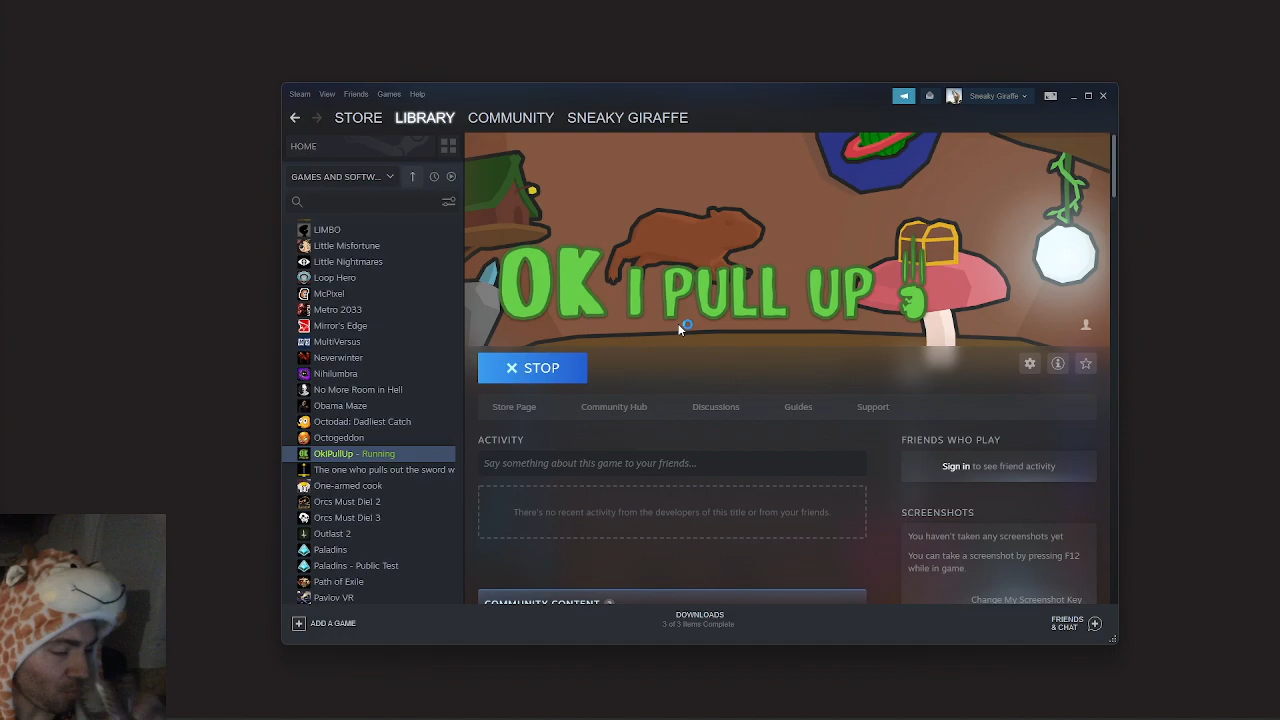 Steam View Friends Games Help
Sneaky Giraffe
STORE LIBRARY COMMUNITY SNEAKY GIRAFFE
HOME
GAMES AND SOFTW...
LIMBO
Little Misfortune
Little Nightmares
Loop Hero
McPixel
Metro 2033
Mirror's Edge
MultiVersus
Neverwinter
Nihilumbra
No More Room in Hell
Obama Maze
Octodad: Dadliest Catch
Octogeddon
OkIPullUp - Running
The one who pulls out the sword w
One-armed cook
Orcs Must Die! 2
Orcs Must Die! 3
Outlast 2
Paladins
Paladins - Public Test
Path of Exile
Pavlov VR
OK I PULL UP
STOP
Store Page Community Hub Discussions Guides Support
ACTIVITY
Say something about this game to your friends...
There's no recent activity from the developers of this title or from your friends.
COMMUNITY CONTENT
FRIENDS WHO PLAY
Sign in to see friend activity
SCREENSHOTS
You haven't taken any screenshots yet
You can take a screenshot by pressing F12
while in game.
Change My Screenshot Key
ADD A GAME
DOWNLOADS
3 of 3 Items Complete
FRIENDS
& CHAT